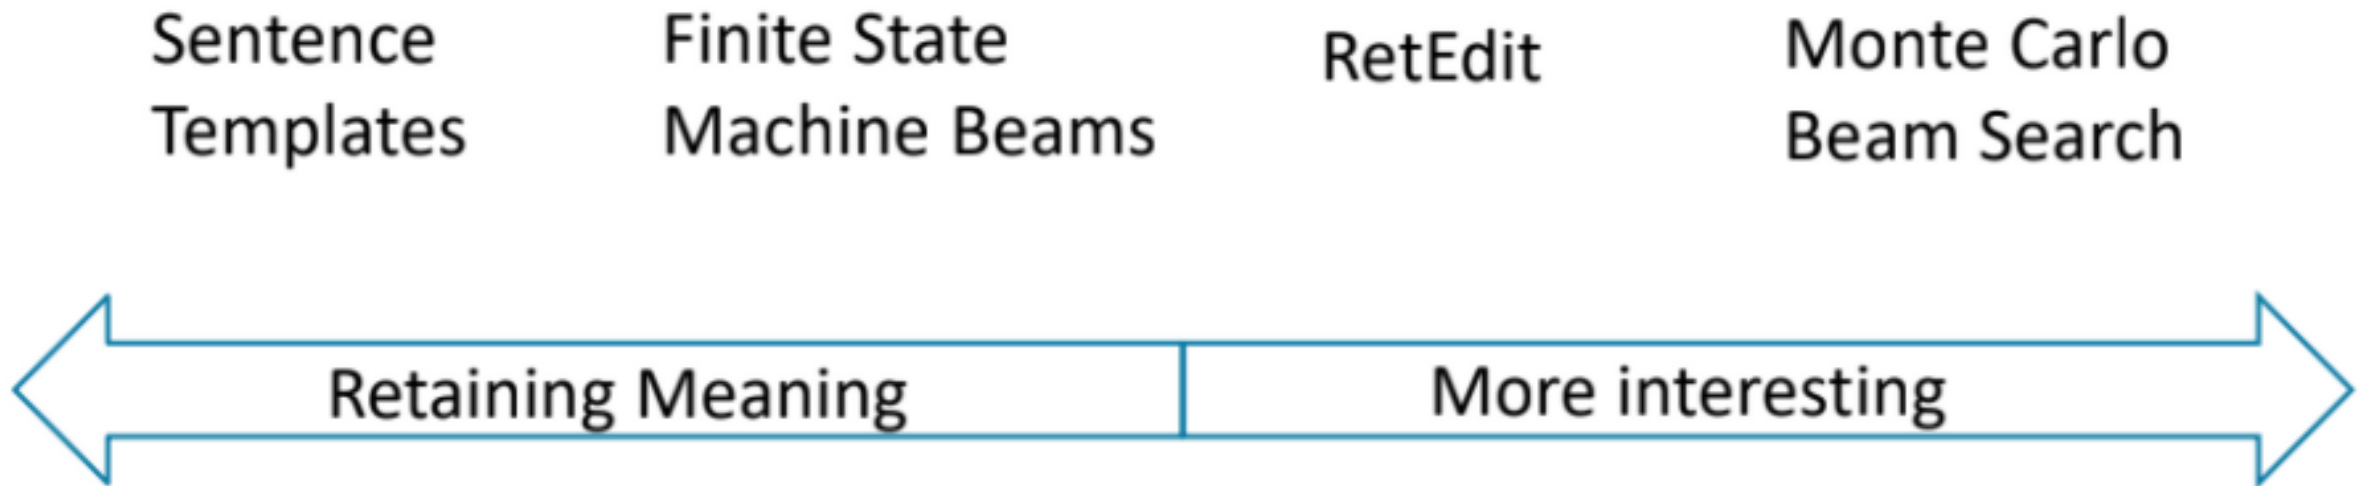 Sentence
Templates
Finite State
Machine Beams
RetEdit
Monte Carlo
Beam Search
Retaining Meaning
More interesting